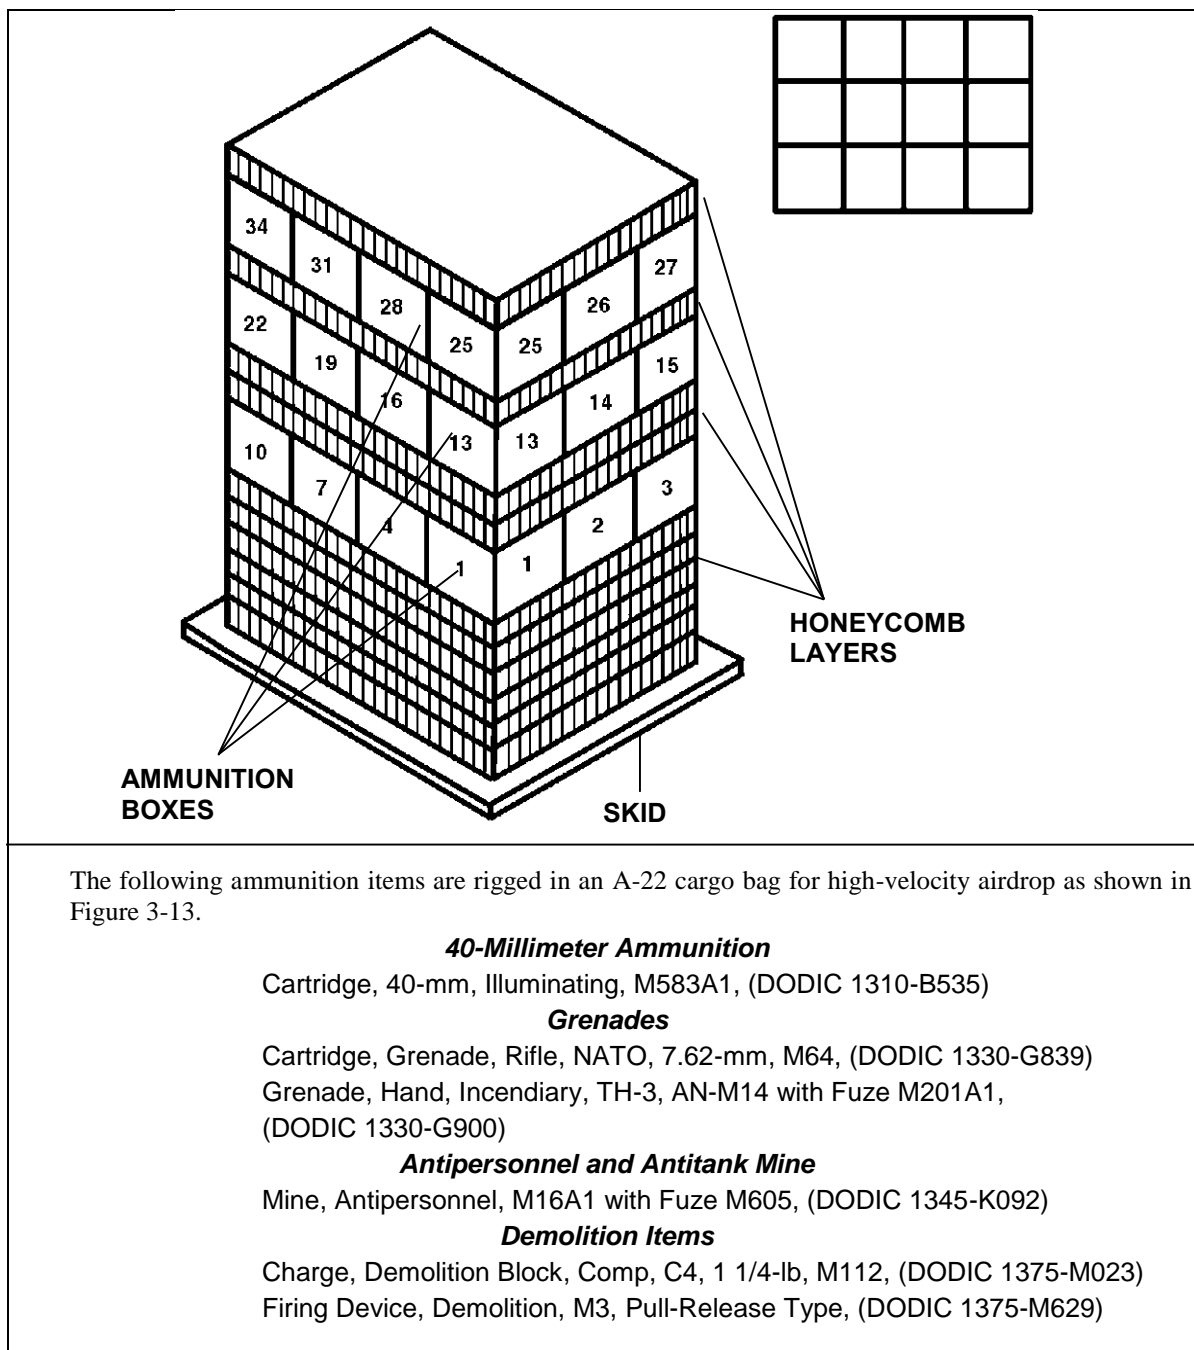 34
31
28
25
25
26
27
22
19
16
13
13
14
15
10
7
4
1
1
2
3
HONEYCOMB
LAYERS
AMMUNITION
BOXES
SKID
The following ammunition items are rigged in an A-22 cargo bag for high-velocity airdrop as shown in
Figure 3-13.
40-Millimeter Ammunition
Cartridge, 40-mm, Illuminating, M583A1, (DODIC 1310-B535)
Grenades
Cartridge, Grenade, Rifle, NATO, 7.62-mm, M64, (DODIC 1330-G839)
Grenade, Hand, Incendiary, TH-3, AN-M14 with Fuze M201A1,
(DODIC 1330-G900)
Antipersonnel and Antitank Mine
Mine, Antipersonnel, M16A1 with Fuze M605, (DODIC 1345-K092)
Demolition Items
Charge, Demolition Block, Comp, C4, 1 1/4-lb, M112, (DODIC 1375-M023)
Firing Device, Demolition, M3, Pull-Release Type, (DODIC 1375-M629)